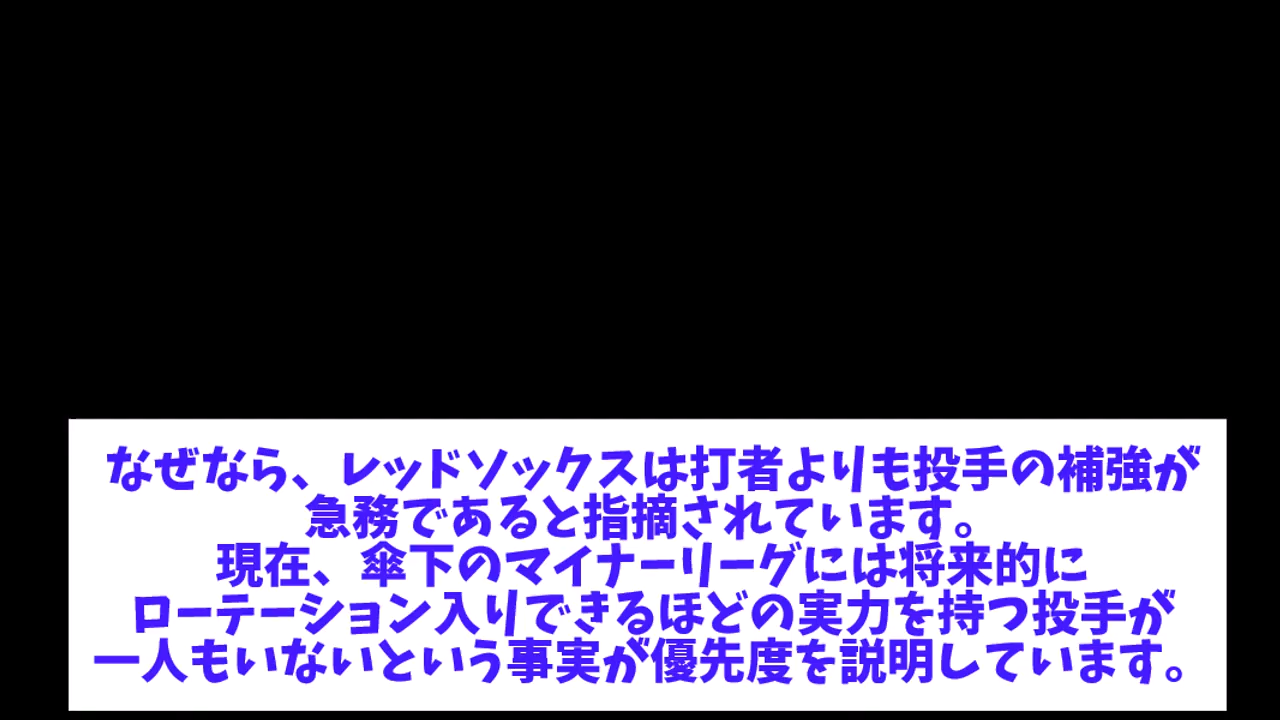 なぜなら、レッドソックスは打者よりも投手の補強が
急務であると指摘されています。
現在、傘下のマイナーリーグには将来的に
ローテーション入りできるほどの実力を持つ投手が
一人もいないという事実が優先度を説明しています。